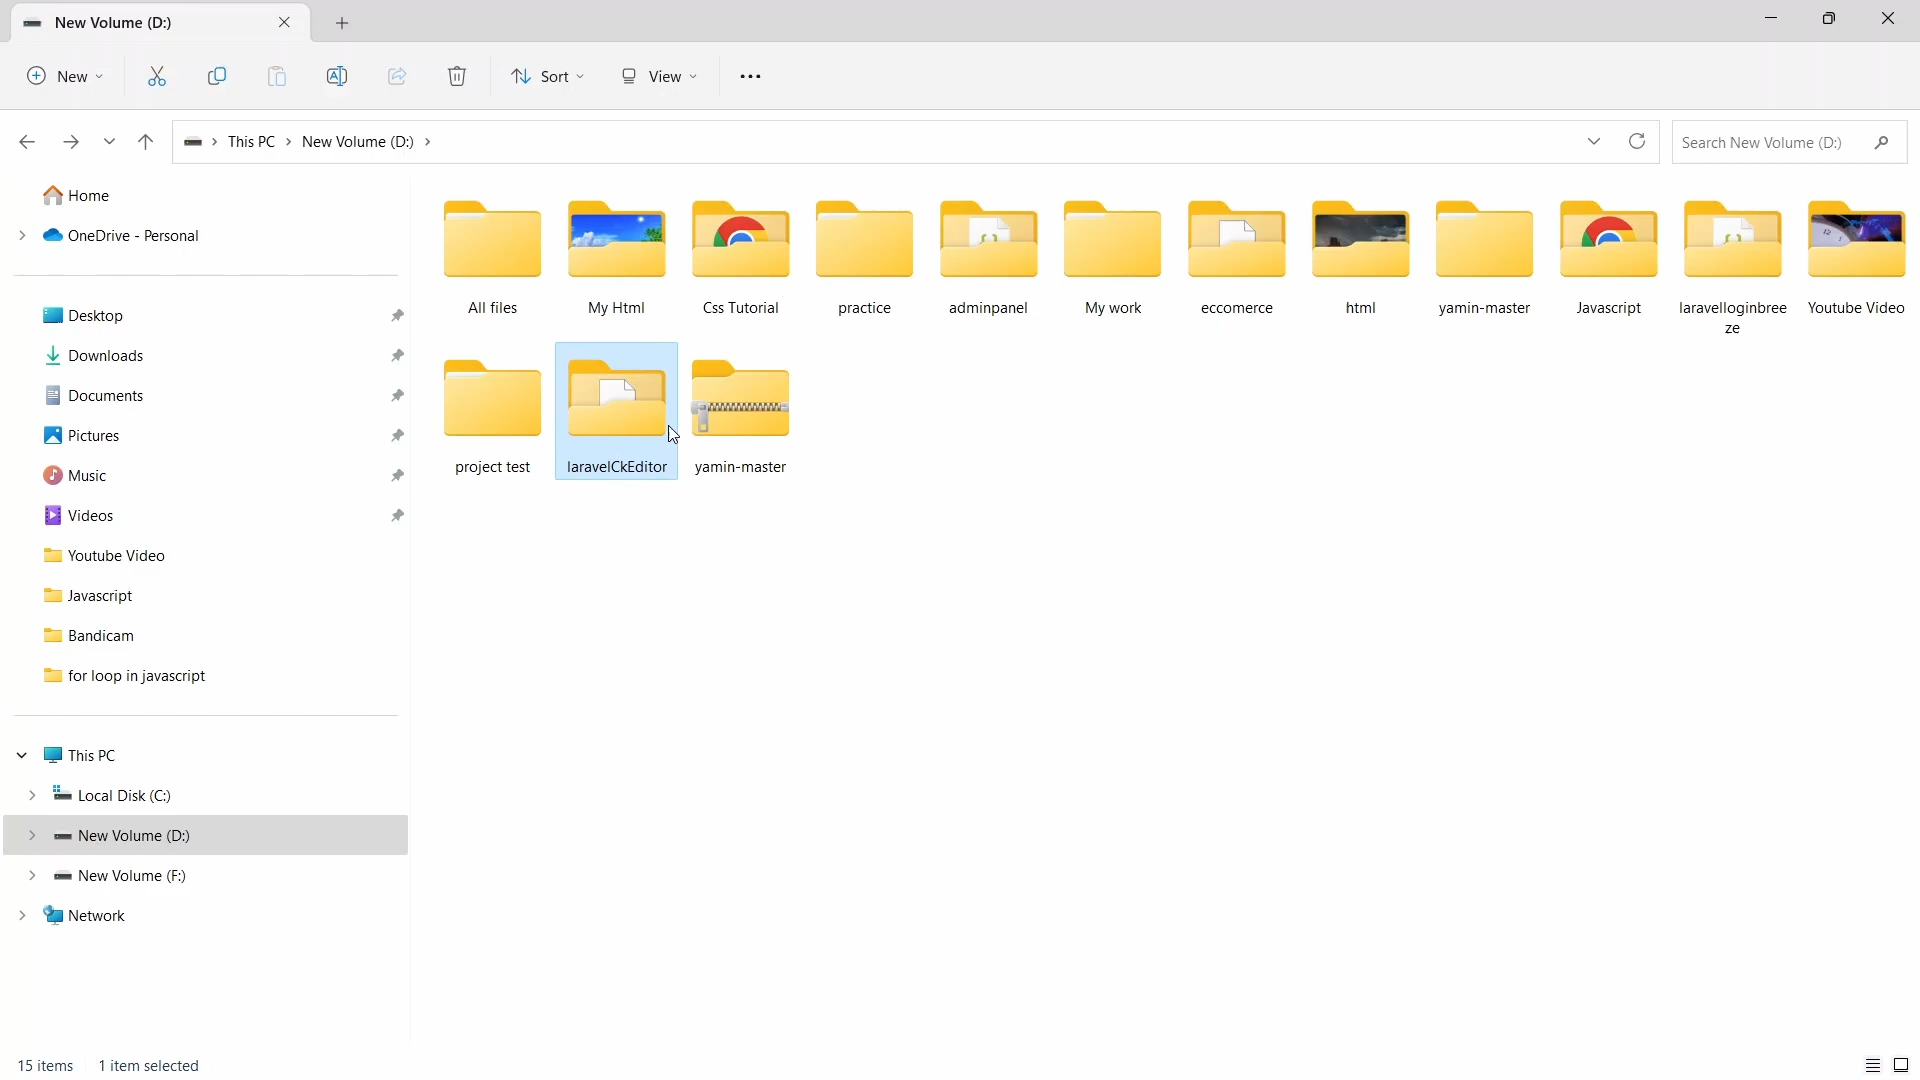 New Volume (D:)
New
Sort
View
This PC
New Volume (D:)
Search New Volume (D:)
Home
OneDrive - Personal
Desktop
Downloads
Documents
Pictures
Music
Videos
Youtube Video
Javascript
Bandicam
for loop in javascript
This PC
Local Disk (C:)
New Volume (D:)
New Volume (F:)
Network
All files
My Html
Css Tutorial
practice
adminpanel
My work
eccomerce
html
yamin-master
Javascript
laravelloginbree
ze
Youtube Video
project test
laravelCkEditor
yamin-master
15 items
1 item selected